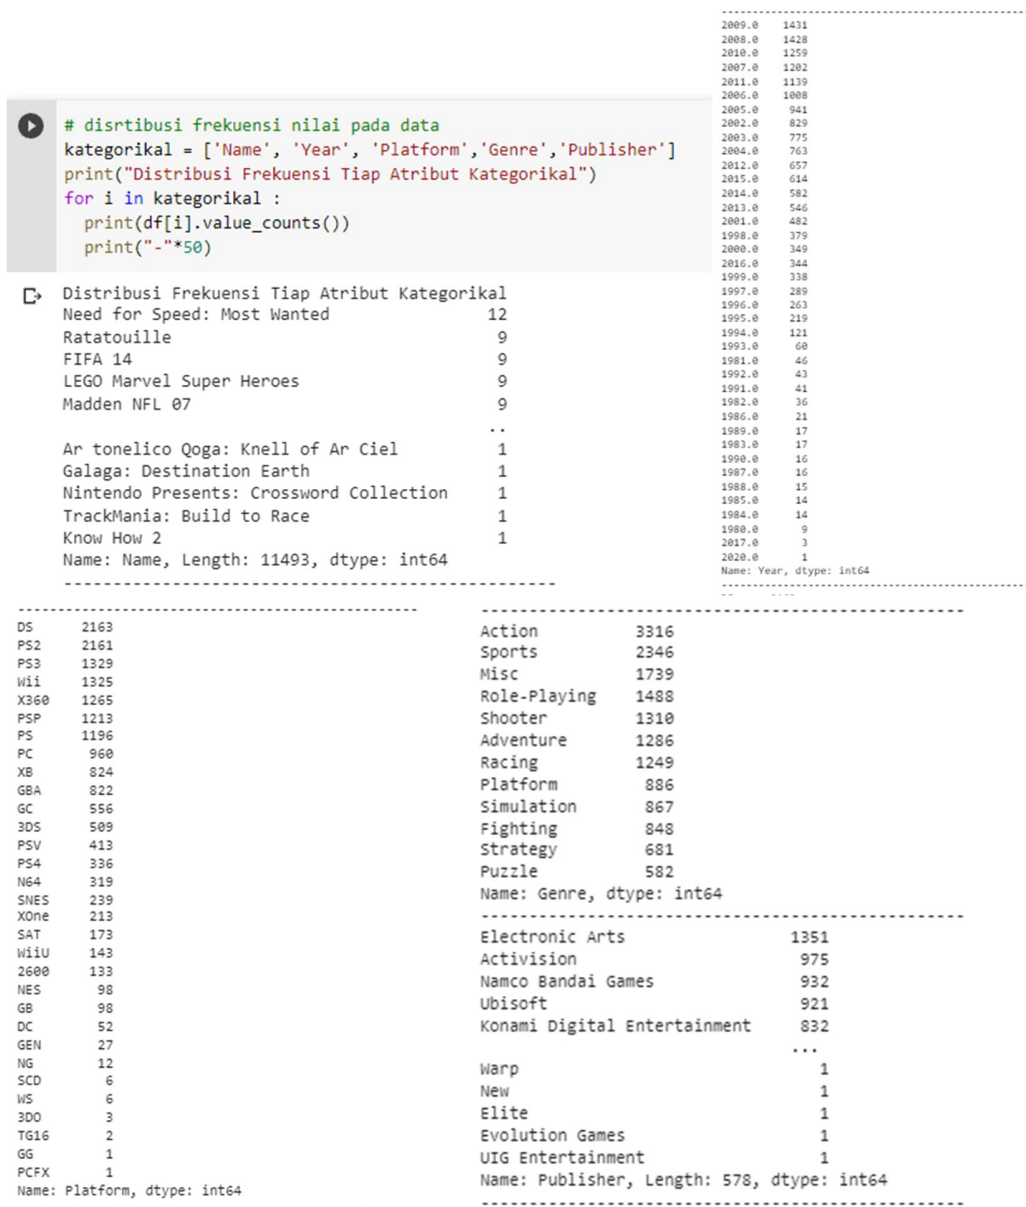 # disrtibusi frekuensi nilai pada data
kategorikal = ['Name', 'Year', 'Platform','Genre','Publisher']
print("Distribusi Frekuensi Tiap Atribut Kategorikal")
for i in kategorikal :
  print(df[i].value_counts())
  print("-"*50)
Distribusi Frekuensi Tiap Atribut Kategorikal
Need for Speed: Most Wanted 12
Ratatouille 9
FIFA 14 9
LEGO Marvel Super Heroes 9
Madden NFL 07 9
..
Ar tonelico Qoga: Knell of Ar Ciel 1
Galaga: Destination Earth 1
Nintendo Presents: Crossword Collection 1
TrackMania: Build to Race 1
Know How 2 1
Name: Name, Length: 11493, dtype: int64
--------------------------------------------------
--------------------------------------------------
2009.0 1431
2008.0 1428
2010.0 1259
2007.0 1202
2011.0 1139
2006.0 1008
2005.0 941
2002.0 829
2003.0 775
2004.0 763
2012.0 657
2015.0 614
2014.0 582
2013.0 546
2001.0 482
1998.0 379
2000.0 349
2016.0 344
1999.0 338
1997.0 289
1996.0 263
1995.0 219
1994.0 121
1993.0 60
1981.0 46
1992.0 43
1991.0 41
1982.0 36
1986.0 21
1989.0 17
1983.0 17
1990.0 16
1987.0 16
1988.0 15
1985.0 14
1984.0 14
1980.0 9
2017.0 3
2020.0 1
Name: Year, dtype: int64
--------------------------------------------------
--------------------------------------------------
DS 2163
PS2 2161
PS3 1329
Wii 1325
X360 1265
PSP 1213
PS 1196
PC 960
XB 824
GBA 822
GC 556
3DS 509
PSV 413
PS4 336
N64 319
SNES 239
XOne 213
SAT 173
WiiU 143
2600 133
NES 98
GB 98
DC 52
GEN 27
NG 12
SCD 6
WS 6
3DO 3
TG16 2
GG 1
PCFX 1
Name: Platform, dtype: int64
--------------------------------------------------
Action 3316
Sports 2346
Misc 1739
Role-Playing 1488
Shooter 1310
Adventure 1286
Racing 1249
Platform 886
Simulation 867
Fighting 848
Strategy 681
Puzzle 582
Name: Genre, dtype: int64
--------------------------------------------------
Electronic Arts 1351
Activision 975
Namco Bandai Games 932
Ubisoft 921
Konami Digital Entertainment 832
...
Warp 1
New 1
Elite 1
Evolution Games 1
UIG Entertainment 1
Name: Publisher, Length: 578, dtype: int64
--------------------------------------------------